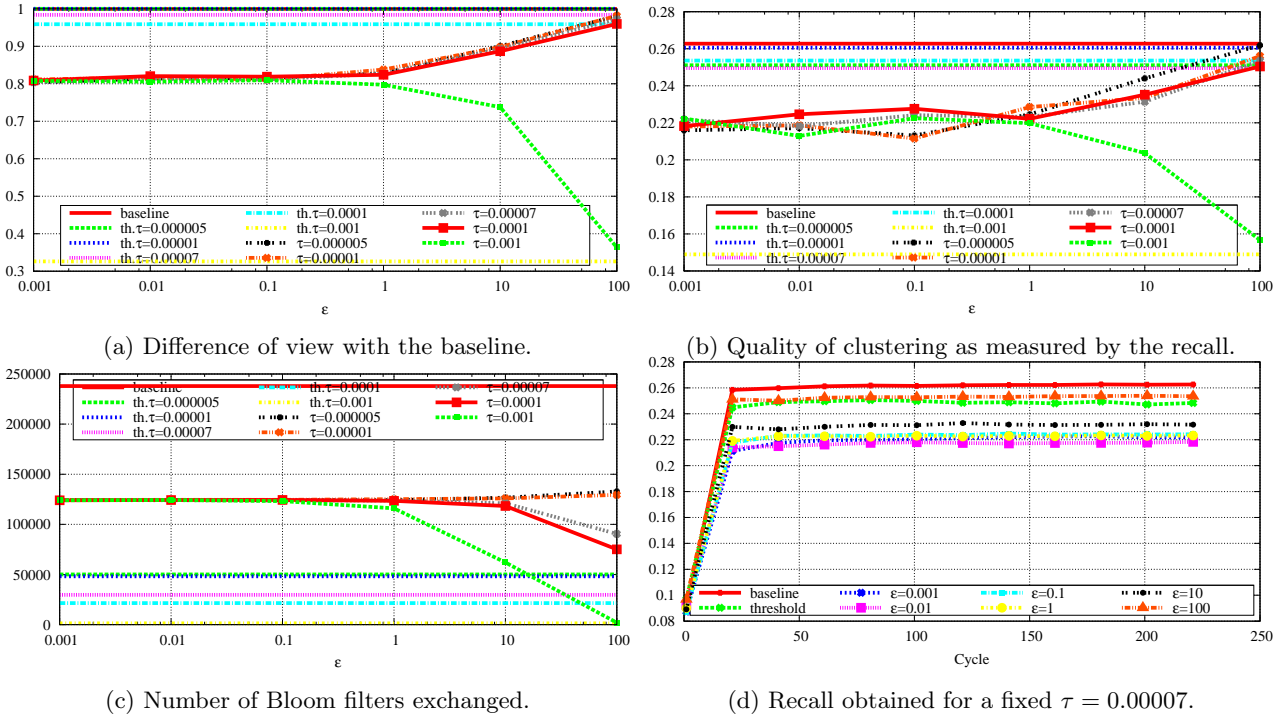 1
0.9
0.8
0.7
0.6
0.5
0.4
0.3
0.001
0.01
0.1
1
10
100
ε
baseline
th.τ=0.000005
th.τ=0.00001
th.τ=0.00007
th.τ=0.0001
th.τ=0.001
τ=0.000005
τ=0.00001
τ=0.00007
τ=0.0001
τ=0.001
(a) Difference of view with the baseline.
0.28
0.26
0.24
0.22
0.2
0.18
0.16
0.14
0.001
0.01
0.1
1
10
100
ε
baseline
th.τ=0.000005
th.τ=0.00001
th.τ=0.00007
th.τ=0.0001
th.τ=0.001
τ=0.000005
τ=0.00001
τ=0.00007
τ=0.0001
τ=0.001
(b) Quality of clustering as measured by the recall.
250000
200000
150000
100000
50000
0
0.001
0.01
0.1
1
10
100
ε
baseline
th.τ=0.000005
th.τ=0.00001
th.τ=0.00007
th.τ=0.0001
th.τ=0.001
τ=0.000005
τ=0.00001
τ=0.00007
τ=0.0001
τ=0.001
(c) Number of Bloom filters exchanged.
0.28
0.26
0.24
0.22
0.2
0.18
0.16
0.14
0.12
0.1
0.08
0
50
100
150
200
250
Cycle
baseline
threshold
ε=0.001
ε=0.01
ε=0.1
ε=1
ε=10
ε=100
(d) Recall obtained for a fixed τ = 0.00007.